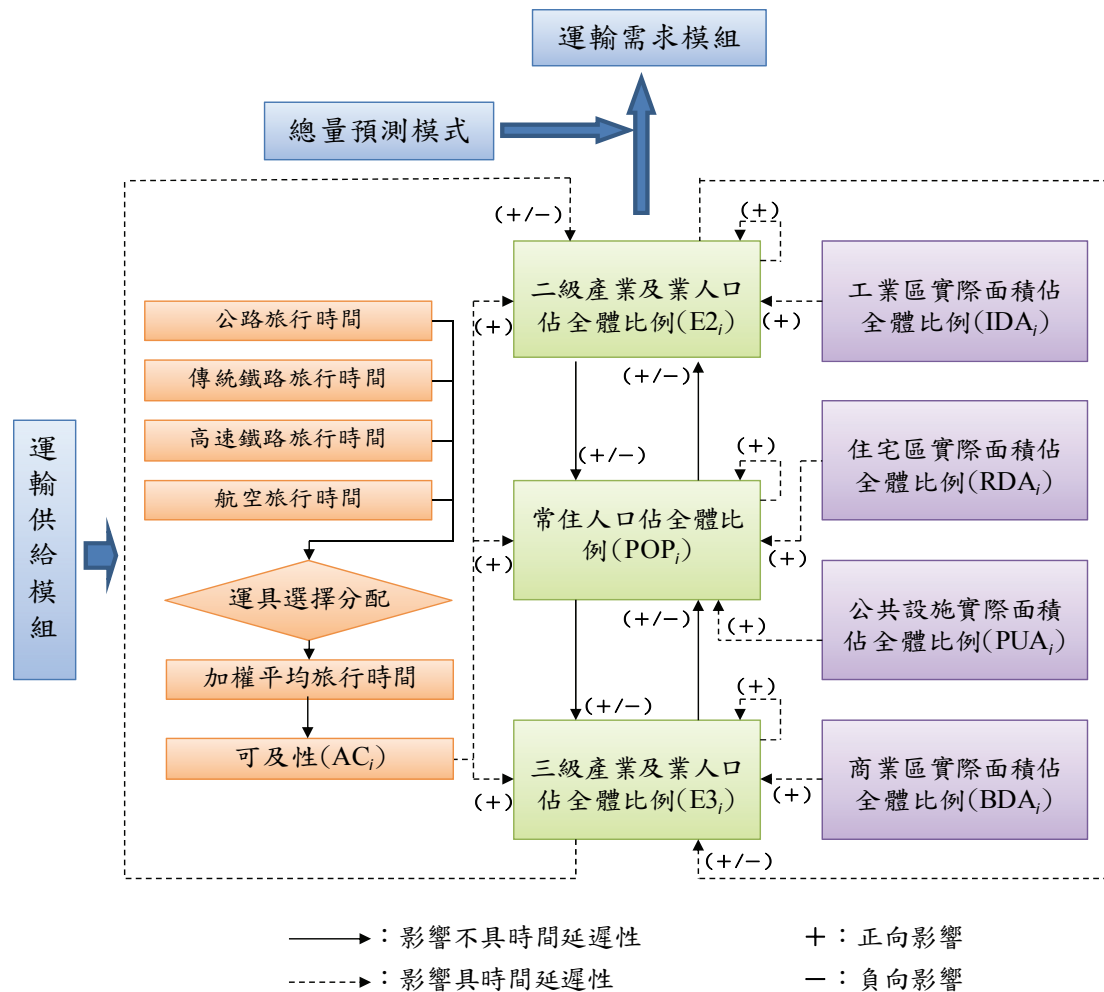 運輸需求模組
總量預測模式
(+/−)
(+)
二級產業及業人口
佔全體比例(E2i)
(+)
(+)
工業區實際面積佔
全體比例(IDAi)
公路旅行時間
傳統鐵路旅行時間
高速鐵路旅行時間
航空旅行時間
(+/−)
(+/−)
(+)
住宅區實際面積佔
全體比例(RDAi)
運輸供給模組
常住人口佔全體比
例(POPi)
(+)
(+)
運具選擇分配
(+/−)
(+)
公共設施實際面積
佔全體比例(PUAi)
加權平均旅行時間
(+/−)
(+)
可及性(ACi)
三級產業及業人口
佔全體比例(E3i)
(+)
(+)
商業區實際面積佔
全體比例(BDAi)
(+/−)
：影響不具時間延遲性
＋：正向影響
：影響具時間延遲性
－：負向影響